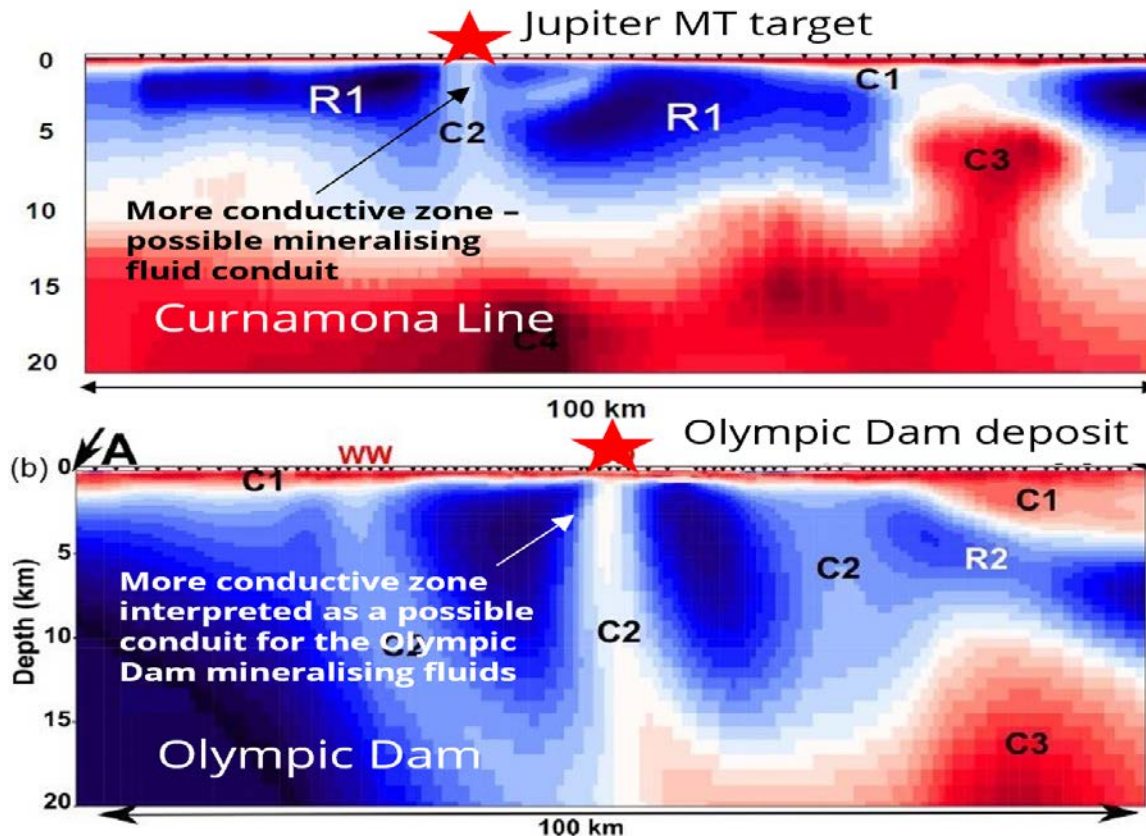 Jupiter MT target
0
5
10
15
20
R1
C2
R1
C1
C3
More conductive zone –
possible mineralising
fluid conduit
Curnamona Line
C4
100 km
A
Olympic Dam deposit
(b)
WW
Depth (km)
0
5
10
15
20
C1
C1
R2
C2
More conductive zone
interpreted as a possible
conduit for the Olympic
Dam mineralising fluids
C2
C2
C3
Olympic Dam
100 km